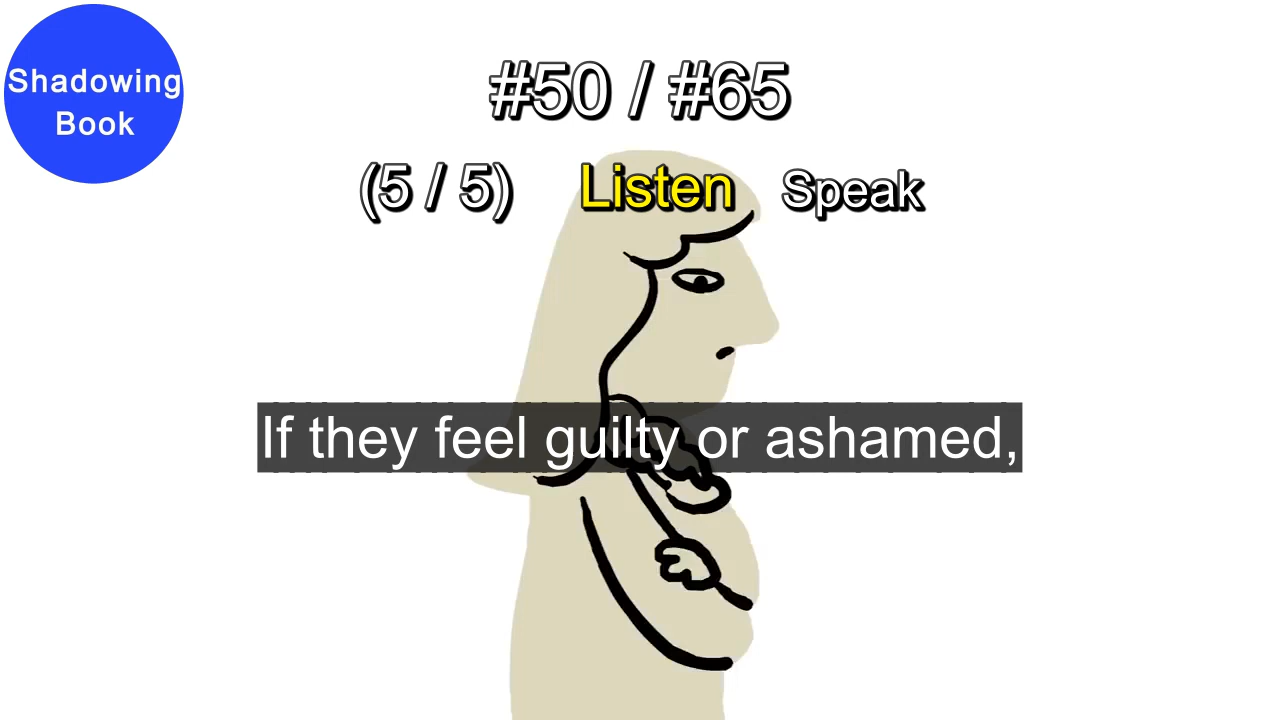 Shadowing
Book
#50 / #65
(5 / 5) Listen Speak
If they feel guilty or ashamed,